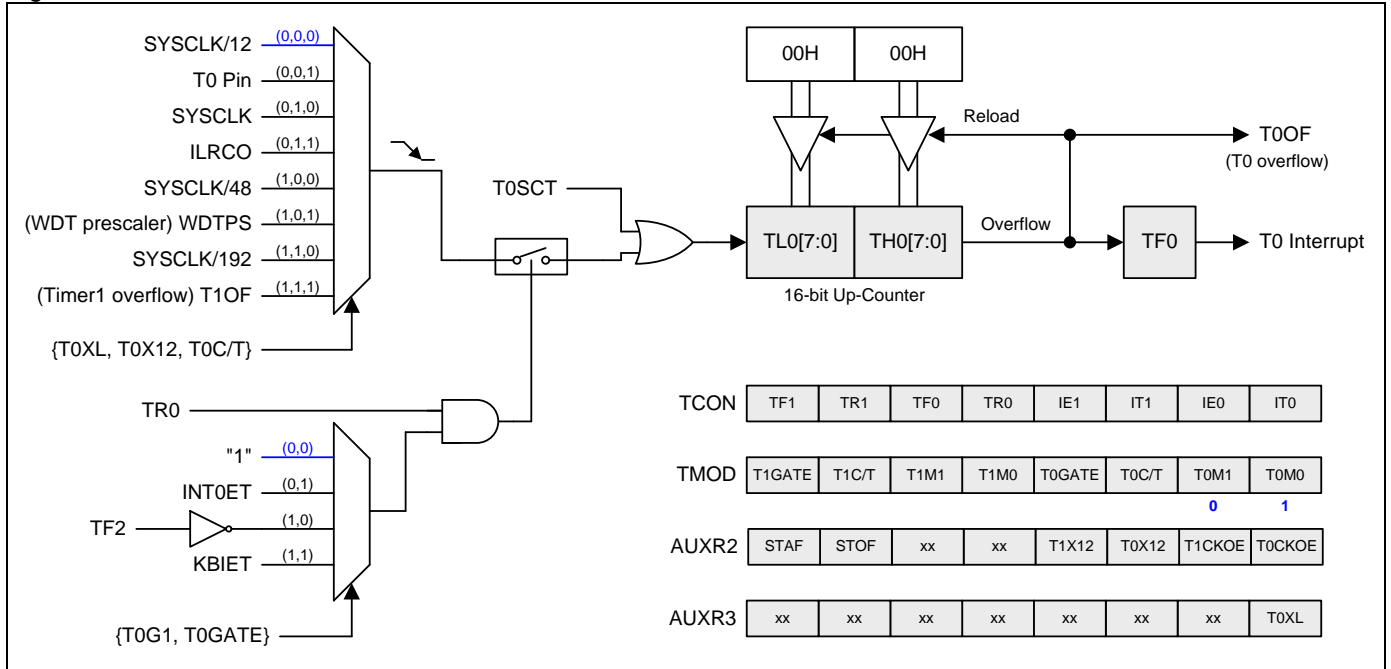 SYSCLK/12 (0,0,0)
T0 Pin (0,0,1)
SYSCLK (0,1,0)
ILRCO (0,1,1)
SYSCLK/48 (1,0,0)
(WDT prescaler) WDTPS (1,0,1)
SYSCLK/192 (1,1,0)
(Timer1 overflow) T1OF (1,1,1)
{T0XL, T0X12, T0C/T}
TR0
"1" (0,0)
INT0ET (0,1)
TF2 (1,0)
KBIET (1,1)
{T0G1, T0GATE}
T0SCT
00H 00H
Reload
T0OF
(T0 overflow)
TL0[7:0] TH0[7:0] Overflow TF0 T0 Interrupt
16-bit Up-Counter
TCON TF1 TR1 TF0 TR0 IE1 IT1 IE0 IT0
TMOD T1GATE T1C/T T1M1 T1M0 T0GATE T0C/T T0M1 T0M0
0 1
AUXR2 STAF STOF xx xx T1X12 T0X12 T1CKOE T0CKOE
AUXR3 xx xx xx xx xx xx xx T0XL